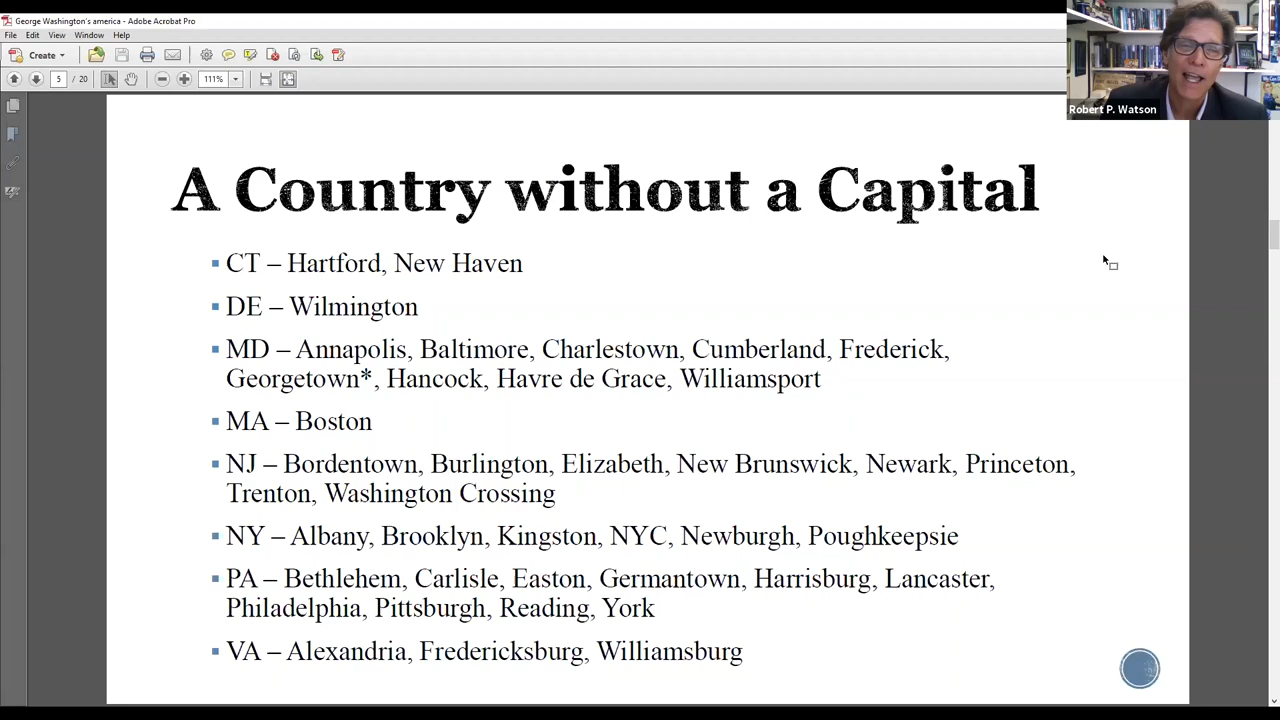 George Washington's america - Adobe Acrobat Pro
File Edit View Window Help
Create
5 / 20 111%
Robert P. Watson
A Country without a Capital
▪ CT – Hartford, New Haven
▪ DE – Wilmington
▪ MD – Annapolis, Baltimore, Charlestown, Cumberland, Frederick,
Georgetown*, Hancock, Havre de Grace, Williamsport
▪ MA – Boston
▪ NJ – Bordentown, Burlington, Elizabeth, New Brunswick, Newark, Princeton,
Trenton, Washington Crossing
▪ NY – Albany, Brooklyn, Kingston, NYC, Newburgh, Poughkeepsie
▪ PA – Bethlehem, Carlisle, Easton, Germantown, Harrisburg, Lancaster,
Philadelphia, Pittsburgh, Reading, York
▪ VA – Alexandria, Fredericksburg, Williamsburg